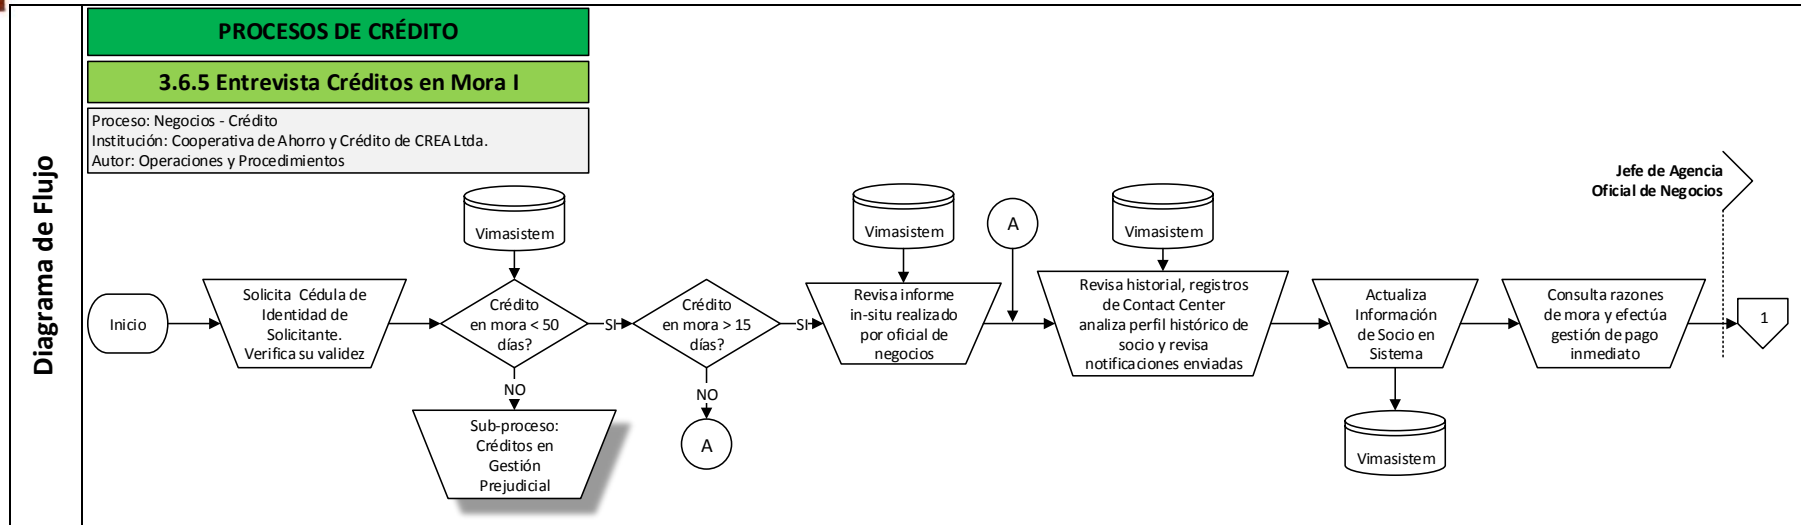 PROCESOS DE CRÉDITO
3.6.5 Entrevista Créditos en Mora I
Proceso: Negocios - Crédito
Institución: Cooperativa de Ahorro y Crédito de CREA Ltda.
Autor: Operaciones y Procedimientos
Diagrama de Flujo
Jefe de Agencia
Oficial de Negocios
Inicio
Solicita Cédula de
Identidad de
Solicitante.
Verifica su validez
Vimasistem
Crédito
en mora < 50
días?
SI
NO
Sub-proceso:
Créditos en
Gestión
Prejudicial
Crédito
en mora > 15
días?
SI
NO
A
Vimasistem
Revisa informe
in-situ realizado
por oficial de
negocios
A
Vimasistem
Revisa historial, registros
de Contact Center
analiza perfil histórico de
socio y revisa
notificaciones enviadas
Actualiza
Información
de Socio en
Sistema
Vimasistem
Consulta razones
de mora y efectúa
gestión de pago
inmediato
1